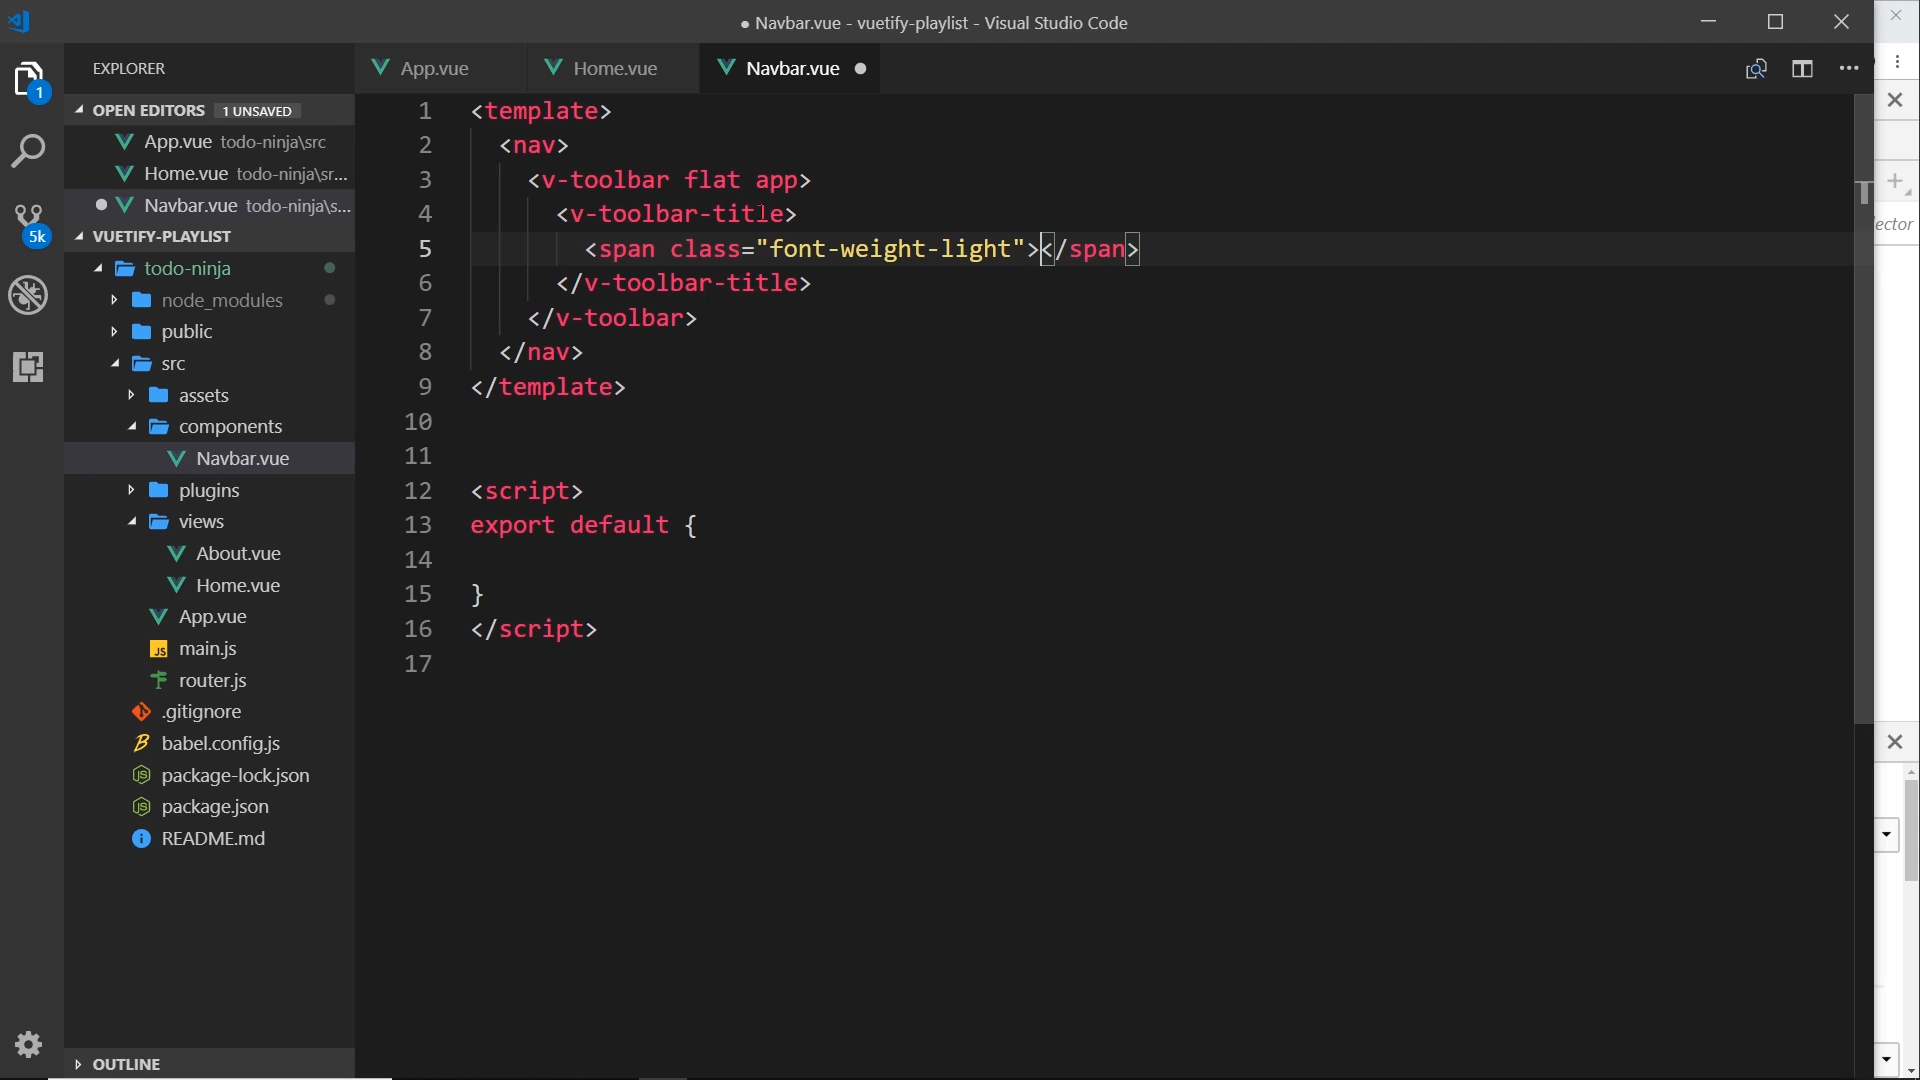 ● Navbar.vue - vuetify-playlist - Visual Studio Code
EXPLORER
App.vue
Home.vue
Navbar.vue ●
1
OPEN EDITORS 1 UNSAVED
App.vue todo-ninja\src
Home.vue todo-ninja\sr...
● Navbar.vue todo-ninja\s...
5k
VUETIFY-PLAYLIST
todo-ninja
node_modules
public
src
assets
components
Navbar.vue
plugins
views
About.vue
Home.vue
App.vue
JS main.js
router.js
.gitignore
babel.config.js
package-lock.json
package.json
README.md
OUTLINE
1 <template>
2 <nav>
3 <v-toolbar flat app>
4 <v-toolbar-title>
5 <span class="font-weight-light"></span>
6 </v-toolbar-title>
7 </v-toolbar>
8 </nav>
9 </template>
10
11
12 <script>
13 export default {
14
15 }
16 </script>
17
ector